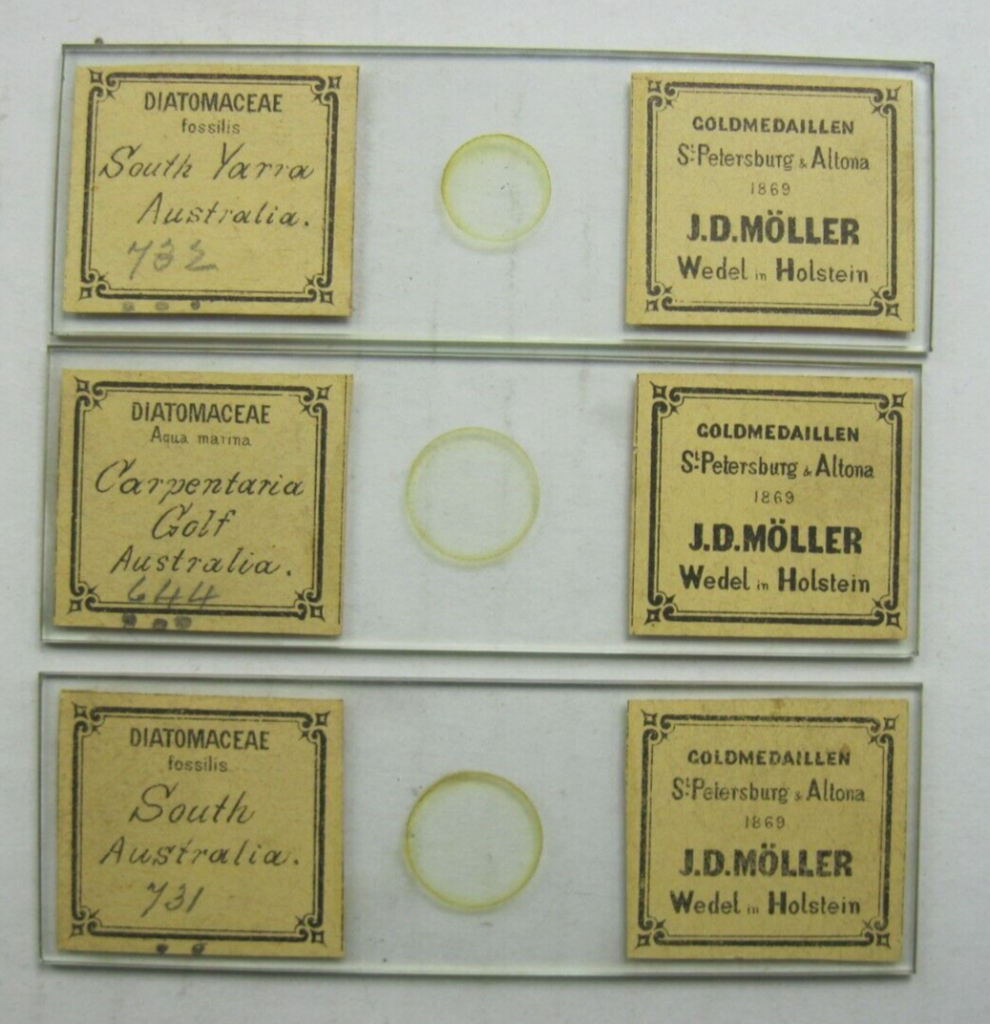 DIATOMACEAE
fossilis
South Yarra
Australia.
732
GOLDMEDAILLEN
St. Petersburg & Altona
1869
J.D.MÖLLER
Wedel in Holstein
DIATOMACEAE
Aqua marina
Carpentaria
Golf
Australia.
644
GOLDMEDAILLEN
St. Petersburg & Altona
1869
J.D.MÖLLER
Wedel in Holstein
DIATOMACEAE
fossilis
South
Australia.
731
GOLDMEDAILLEN
St. Petersburg & Altona
1869
J.D.MÖLLER
Wedel in Holstein